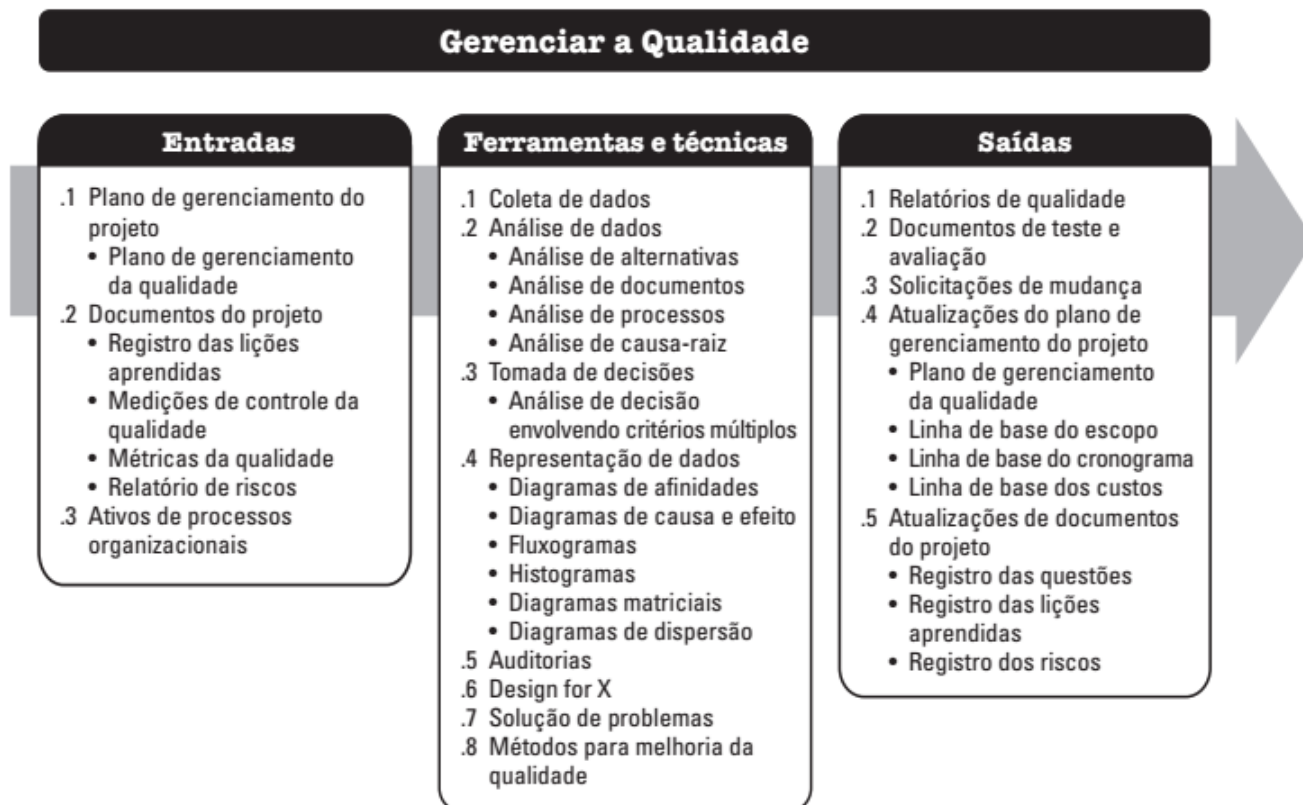 Gerenciar a Qualidade
Entradas
.1 Plano de gerenciamento do
projeto
• Plano de gerenciamento
da qualidade
.2 Documentos do projeto
• Registro das lições
aprendidas
• Medições de controle da
qualidade
• Métricas da qualidade
• Relatório de riscos
.3 Ativos de processos
organizacionais
Ferramentas e técnicas
.1 Coleta de dados
.2 Análise de dados
• Análise de alternativas
• Análise de documentos
• Análise de processos
• Análise de causa-raiz
.3 Tomada de decisões
• Análise de decisão
envolvendo critérios múltiplos
.4 Representação de dados
• Diagramas de afinidades
• Diagramas de causa e efeito
• Fluxogramas
• Histogramas
• Diagramas matriciais
• Diagramas de dispersão
.5 Auditorias
.6 Design for X
.7 Solução de problemas
.8 Métodos para melhoria da
qualidade
Saídas
.1 Relatórios de qualidade
.2 Documentos de teste e
avaliação
.3 Solicitações de mudança
.4 Atualizações do plano de
gerenciamento do projeto
• Plano de gerenciamento
da qualidade
• Linha de base do escopo
• Linha de base do cronograma
• Linha de base dos custos
.5 Atualizações de documentos
do projeto
• Registro das questões
• Registro das lições
aprendidas
• Registro dos riscos